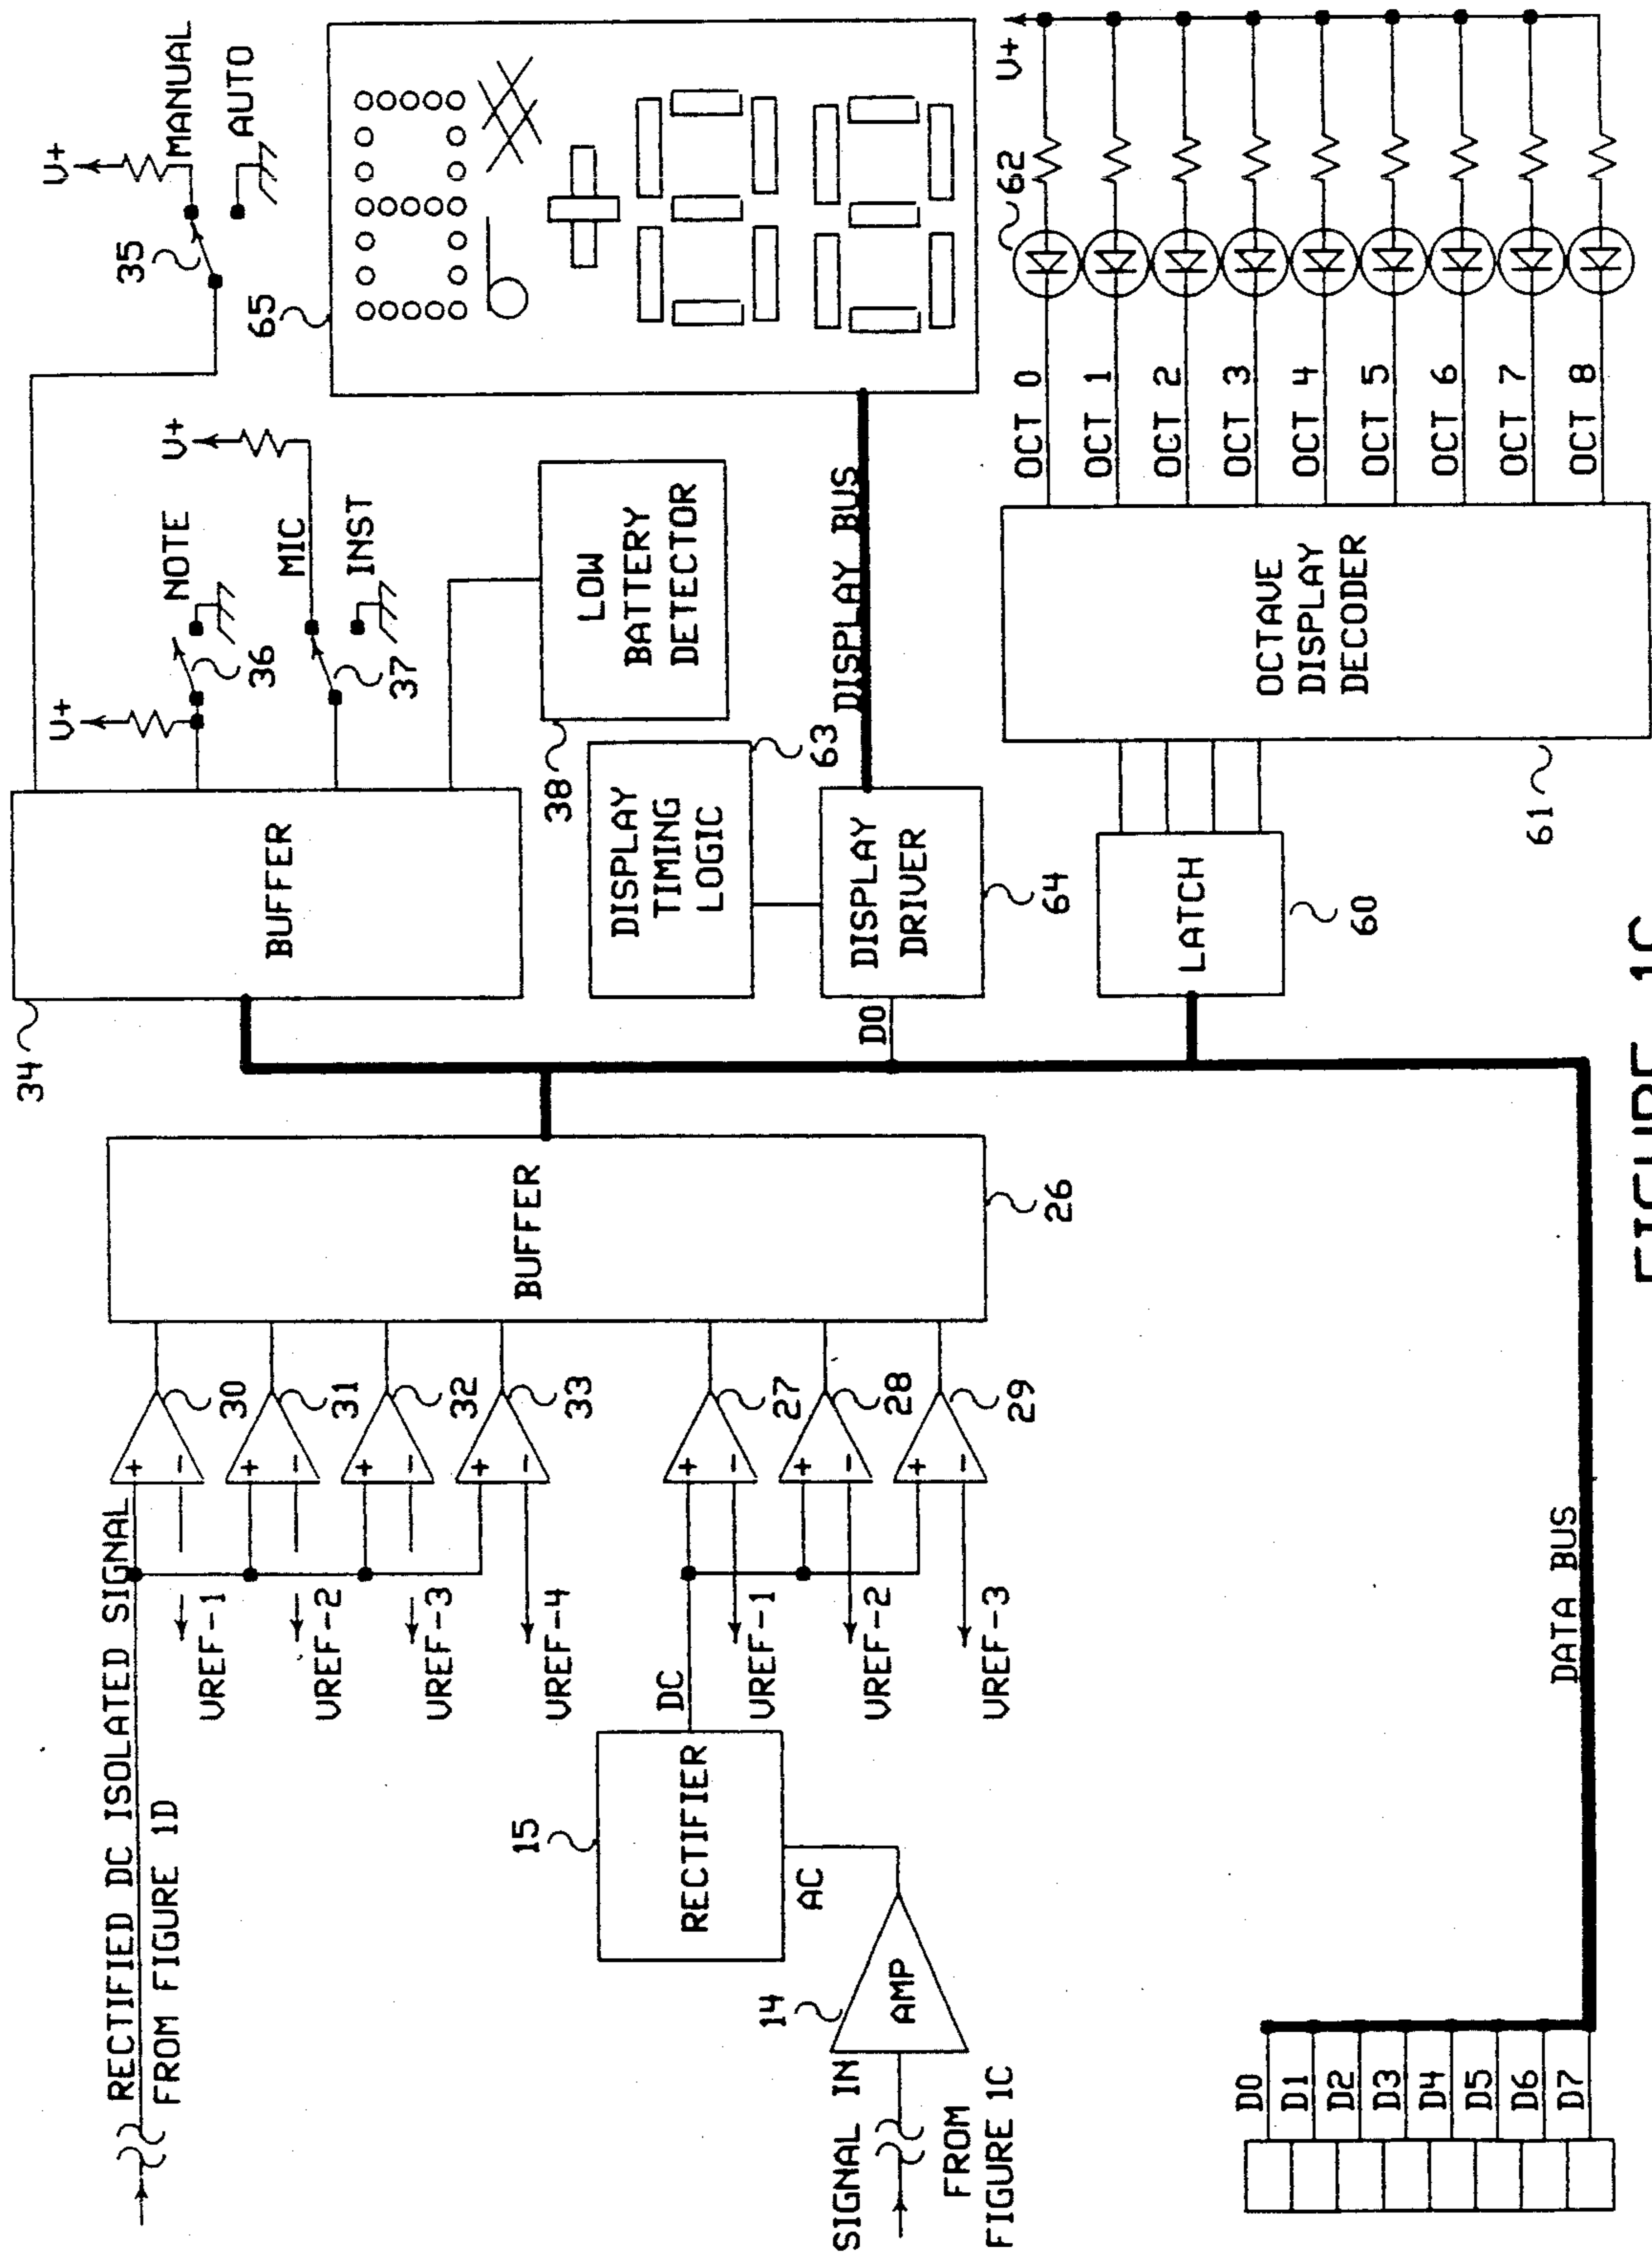 RECTIFIED DC ISOLATED SIGNAL
FROM FIGURE 1D
VREF-1
VREF-2
VREF-3
VREF-4
+
-
+
-
+
-
+
-
30
31
32
33
15
RECTIFIER
AC
DC
VREF-1
VREF-2
VREF-3
+
-
+
-
+
-
27
28
29
14
AMP
SIGNAL IN
FROM
FIGURE 1C
BUFFER
26
34
BUFFER
V+
36
NOTE
37
MIC
INST
V+
35
V+
MANUAL
AUTO
38
LOW
BATTERY
DETECTOR
DISPLAY
TIMING
LOGIC
63
D0
DISPLAY
DRIVER
64
DISPLAY BUS
65
b
LATCH
60
OCTAVE
DISPLAY
DECODER
61
OCT 0
OCT 1
OCT 2
OCT 3
OCT 4
OCT 5
OCT 6
OCT 7
OCT 8
62
V+
D0
D1
D2
D3
D4
D5
D6
D7
DATA BUS